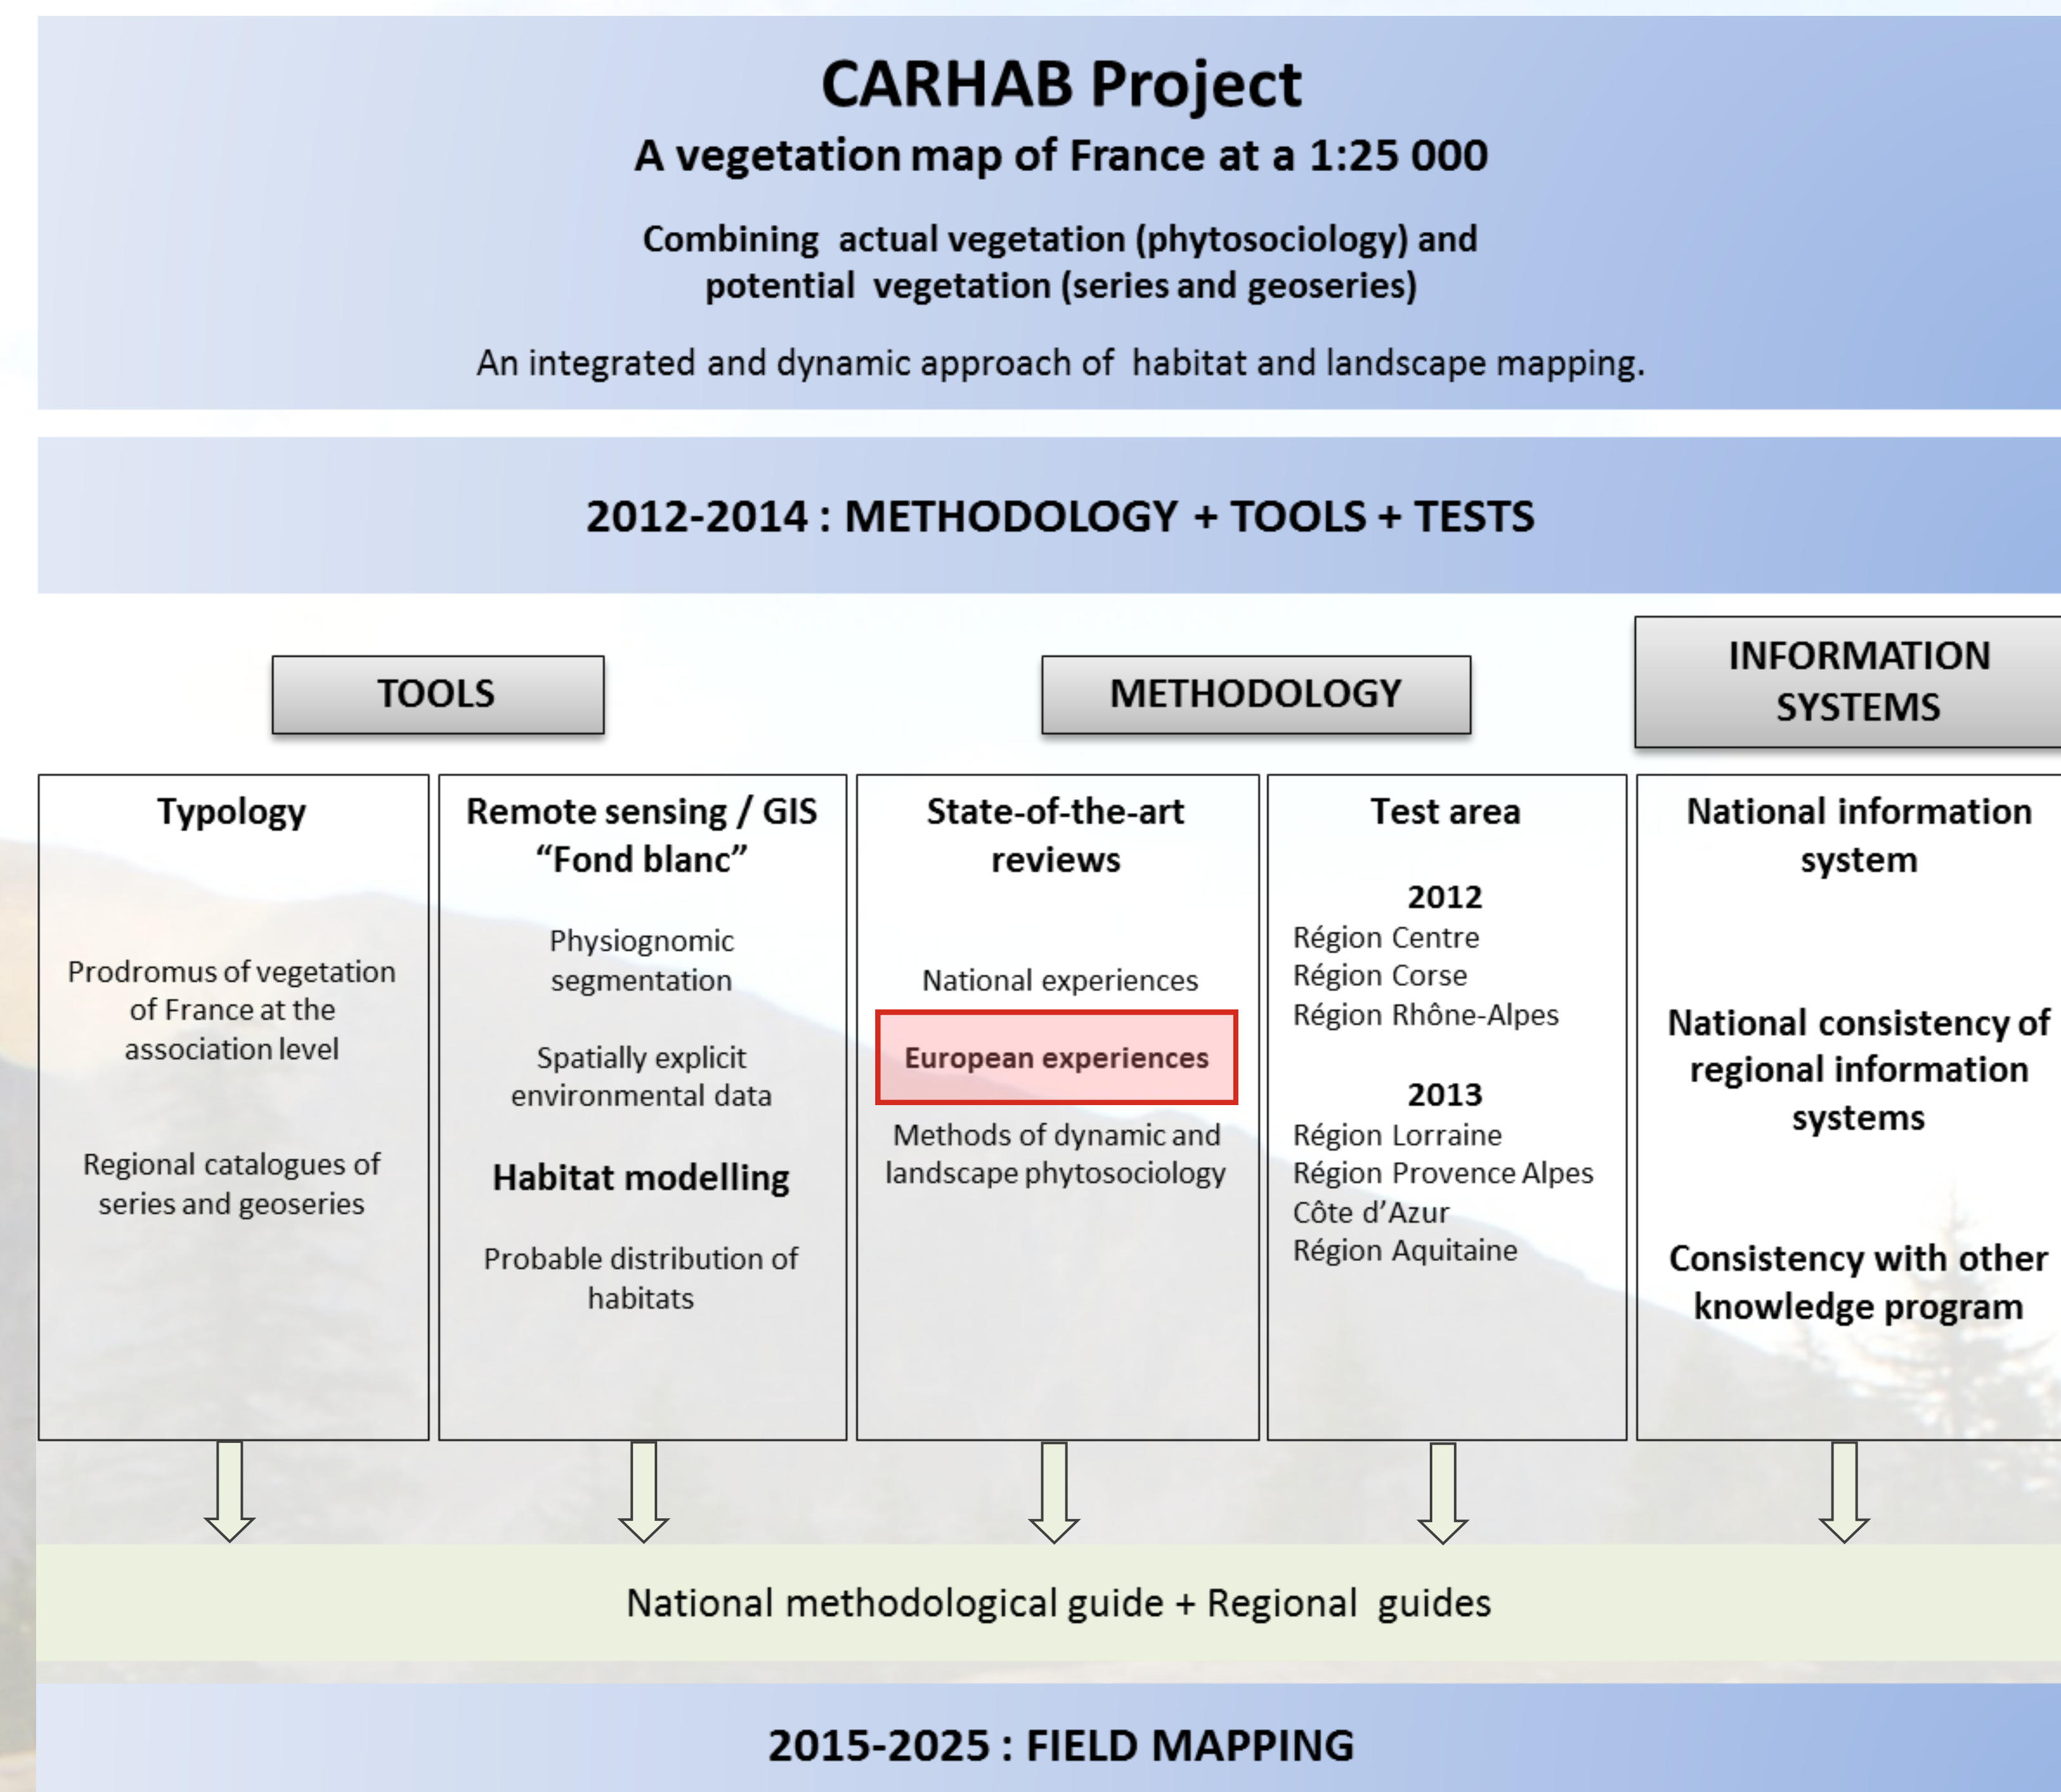 CARHAB Project
A vegetation map of France at a 1:25 000
Combining actual vegetation (phytosociology) and
potential vegetation (series and geoseries)
An integrated and dynamic approach of habitat and landscape mapping.
2012-2014 : METHODOLOGY + TOOLS + TESTS
TOOLS
METHODOLOGY
INFORMATION
SYSTEMS
Typology
Prodromus of vegetation
of France at the
association level
Regional catalogues of
series and geoseries
Remote sensing / GIS
“Fond blanc”
Physiognomic
segmentation
Spatially explicit
environmental data
Habitat modelling
Probable distribution of
habitats
State-of-the-art
reviews
National experiences
European experiences
Methods of dynamic and
landscape phytosociology
Test area
2012
Région Centre
Région Corse
Région Rhône-Alpes
2013
Région Lorraine
Région Provence Alpes
Côte d’Azur
Région Aquitaine
National information
system
National consistency of
regional information
systems
Consistency with other
knowledge program
National methodological guide + Regional guides
2015-2025 : FIELD MAPPING